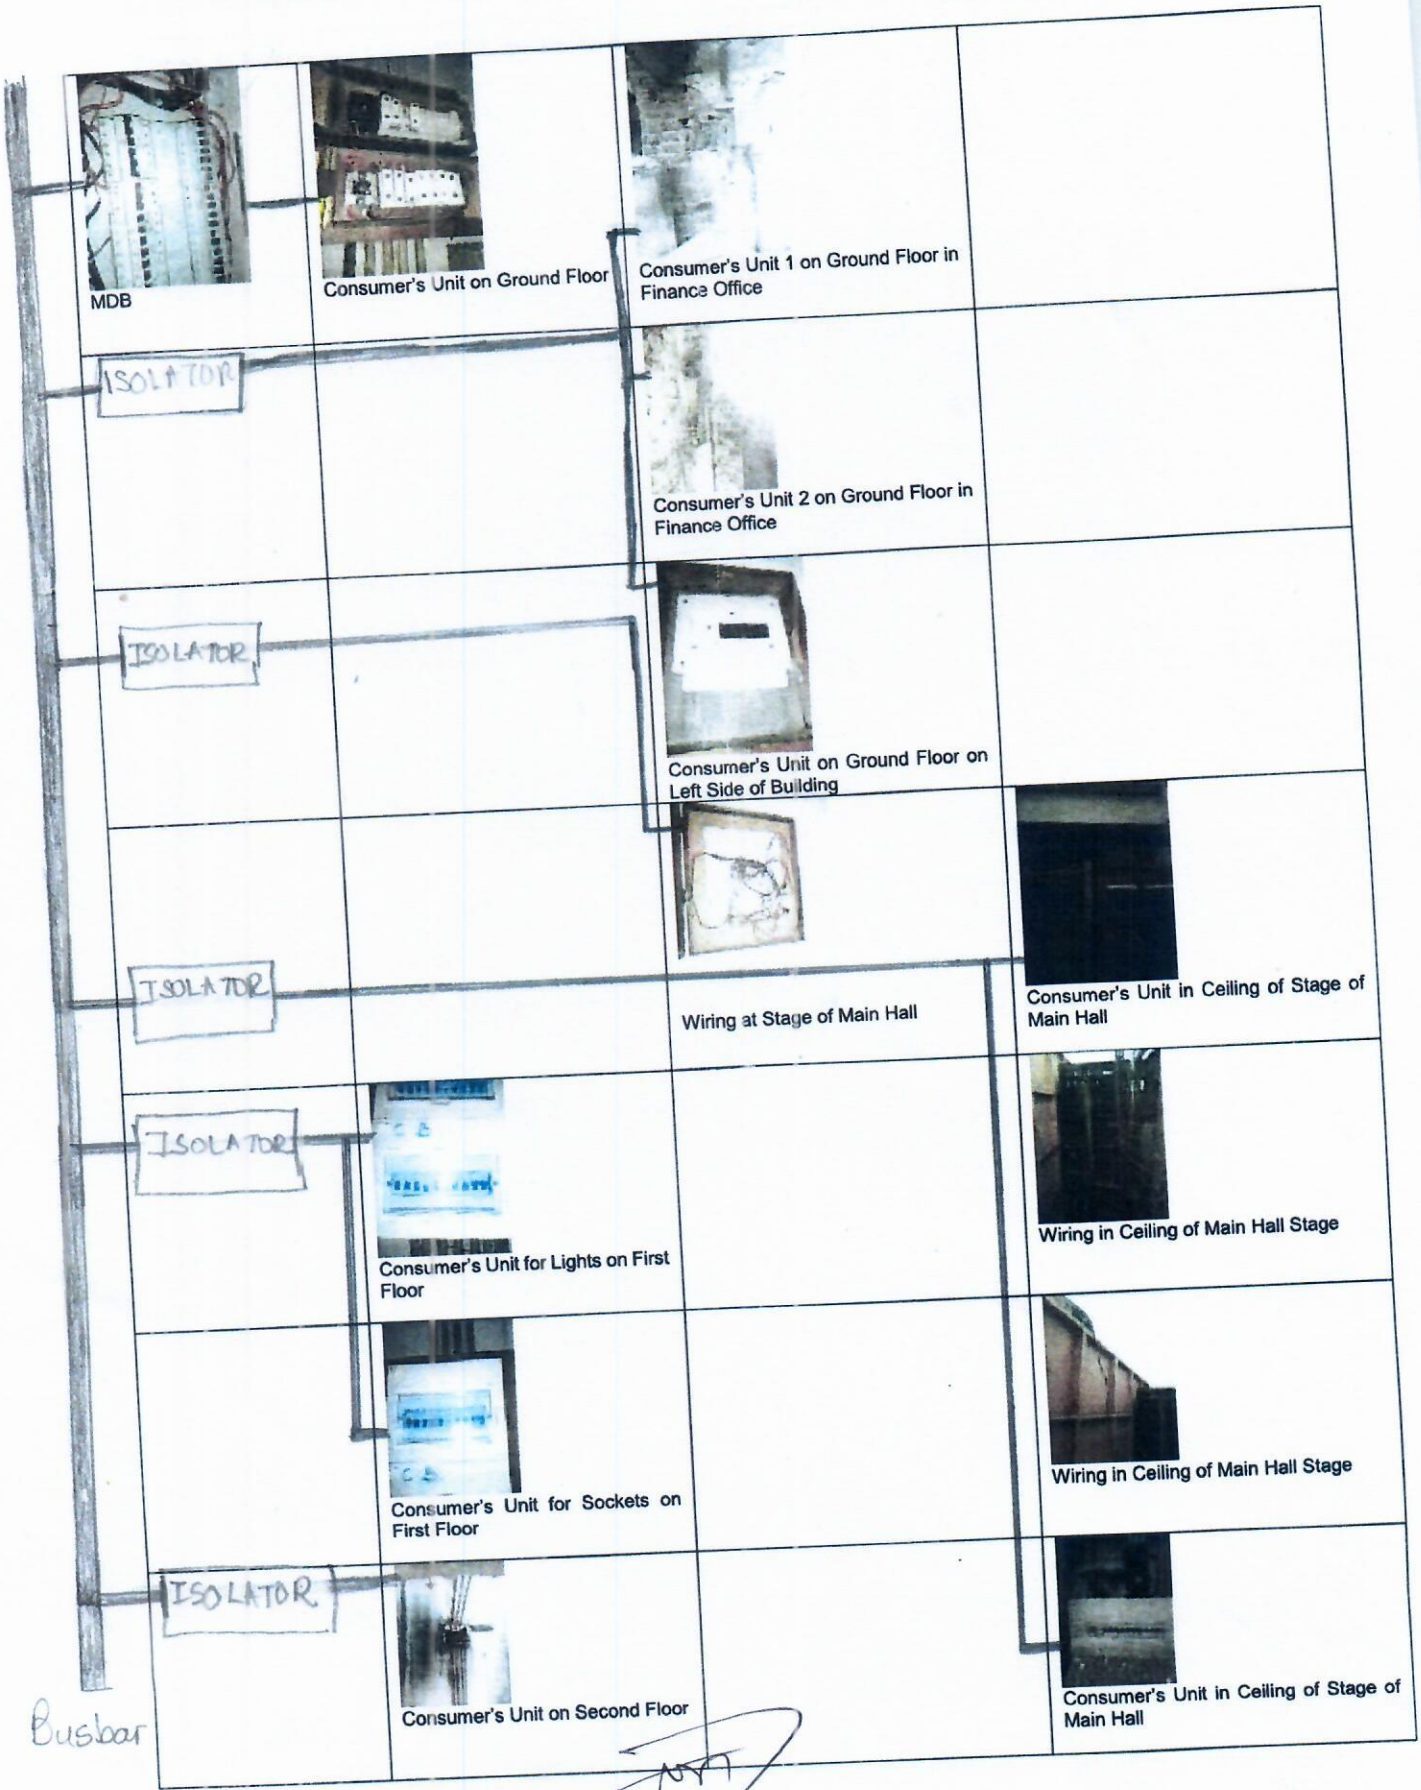 MDB
Consumer's Unit on Ground Floor
Consumer's Unit 1 on Ground Floor in
Finance Office
ISOLATOR
Consumer's Unit 2 on Ground Floor in
Finance Office
ISOLATOR
Consumer's Unit on Ground Floor on
Left Side of Building
ISOLATOR
Wiring at Stage of Main Hall
Consumer's Unit in Ceiling of Stage of
Main Hall
ISOLATOR
C B
Consumer's Unit for Lights on First
Floor
Wiring in Ceiling of Main Hall Stage
C B
Consumer's Unit for Sockets on
First Floor
Wiring in Ceiling of Main Hall Stage
ISOLATOR
Consumer's Unit on Second Floor
Consumer's Unit in Ceiling of Stage of
Main Hall
Busbar